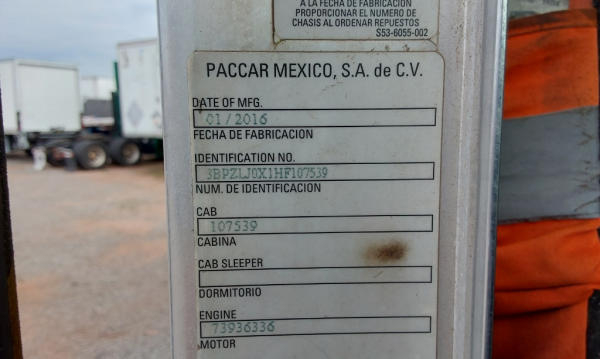 A LA FECHA DE FABRICACION
PROPORCIONAR EL NUMERO DE
CHASIS AL ORDENAR REPUESTOS
S53-6055-002
PACCAR MEXICO, S.A. de C.V.
DATE OF MFG.
01/2016
FECHA DE FABRICACION
IDENTIFICATION NO.
3BPZLJ0X1HF107539
NUM. DE IDENTIFICACION
CAB
107539
CABINA
CAB SLEEPER
DORMITORIO
ENGINE
73936336
MOTOR